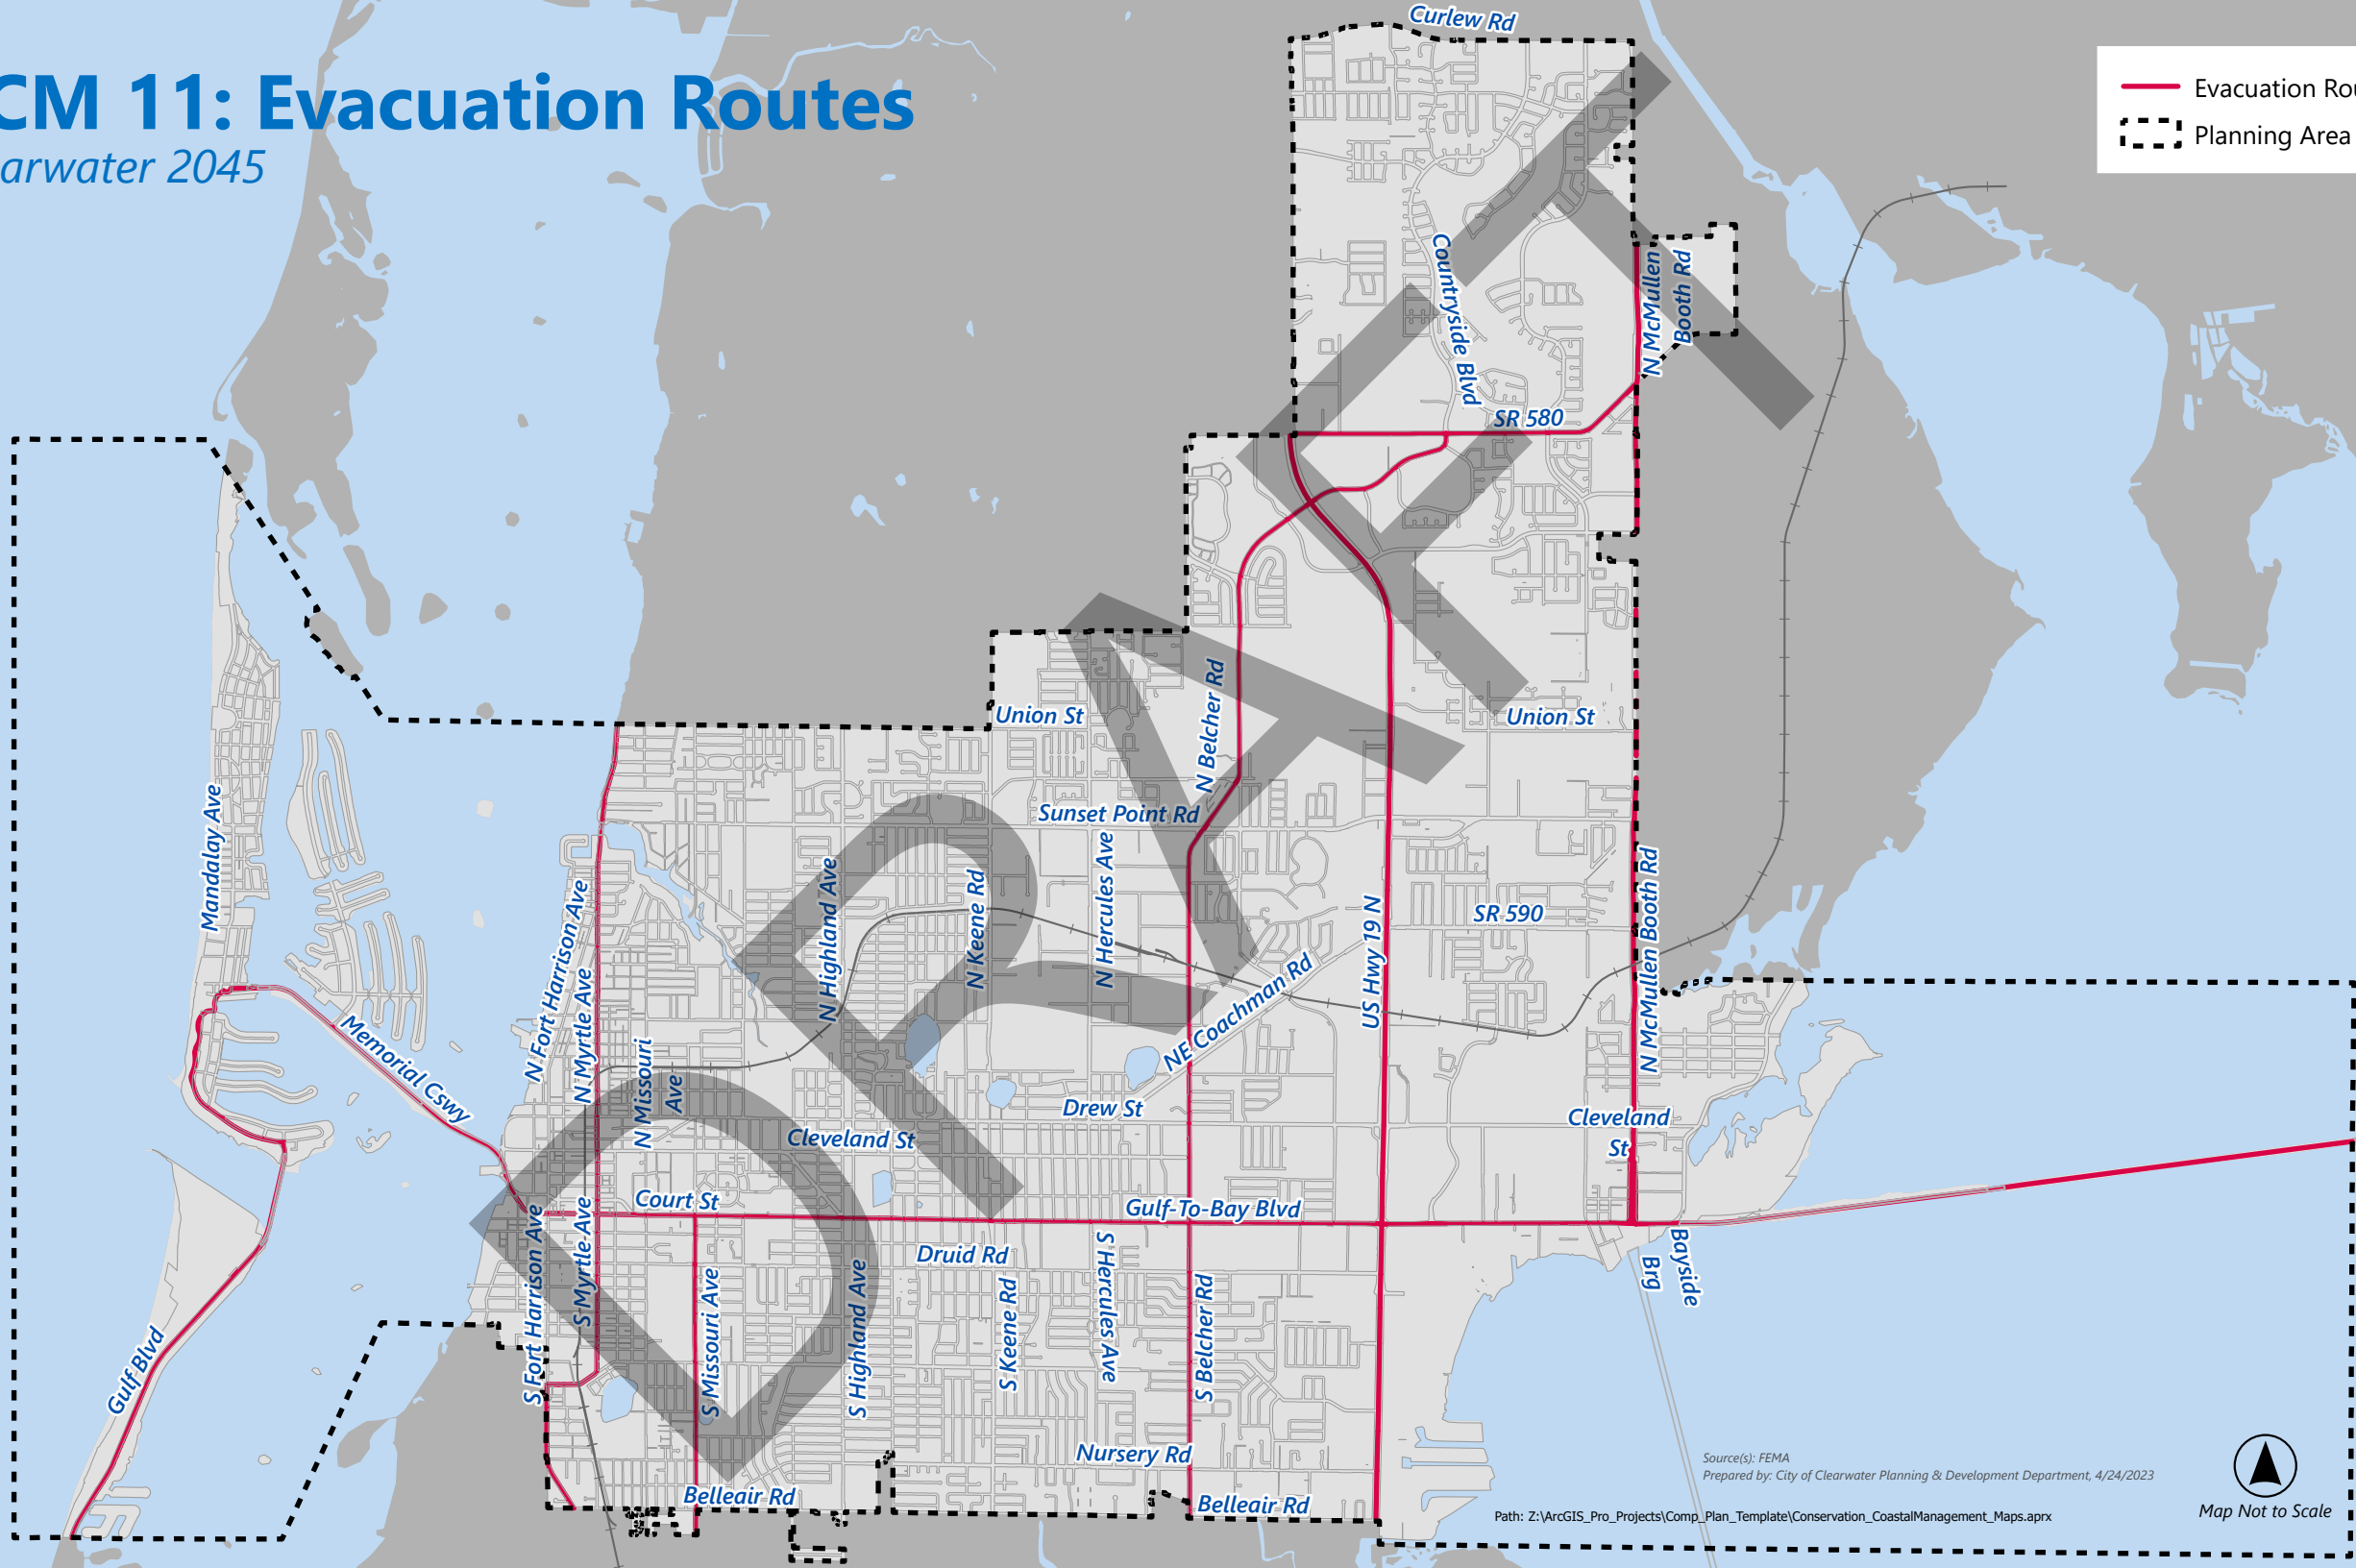 CM 11: Evacuation Routes
arwater 2045
Evacuation Rou
Planning Area
Curlew Rd
Countryside Blvd
N McMullen
Booth Rd
SR 580
Union St
Union St
N Belcher Rd
Sunset Point Rd
Mandalay Ave
N Fort Harrison Ave
N Myrtle Ave
N Highland Ave
N Keene Rd
N Hercules Ave
US Hwy 19 N
SR 590
N McMullen Booth Rd
NE Coachman Rd
Memorial Cswy
N Missouri
Ave
Drew St
Cleveland St
Cleveland
St
Court St
Gulf-To-Bay Blvd
Druid Rd
S Fort Harrison Ave
S Myrtle Ave
S Missouri Ave
S Highland Ave
S Keene Rd
S Hercules Ave
S Belcher Rd
Bayside
Brg
Gulf Blvd
Nursery Rd
Belleair Rd
Belleair Rd
DRAFT
Source(s): FEMA
Prepared by: City of Clearwater Planning & Development Department, 4/24/2023
Path: Z:\ArcGIS_Pro_Projects\Comp_Plan_Template\Conservation_CoastalManagement_Maps.aprx
Map Not to Scale